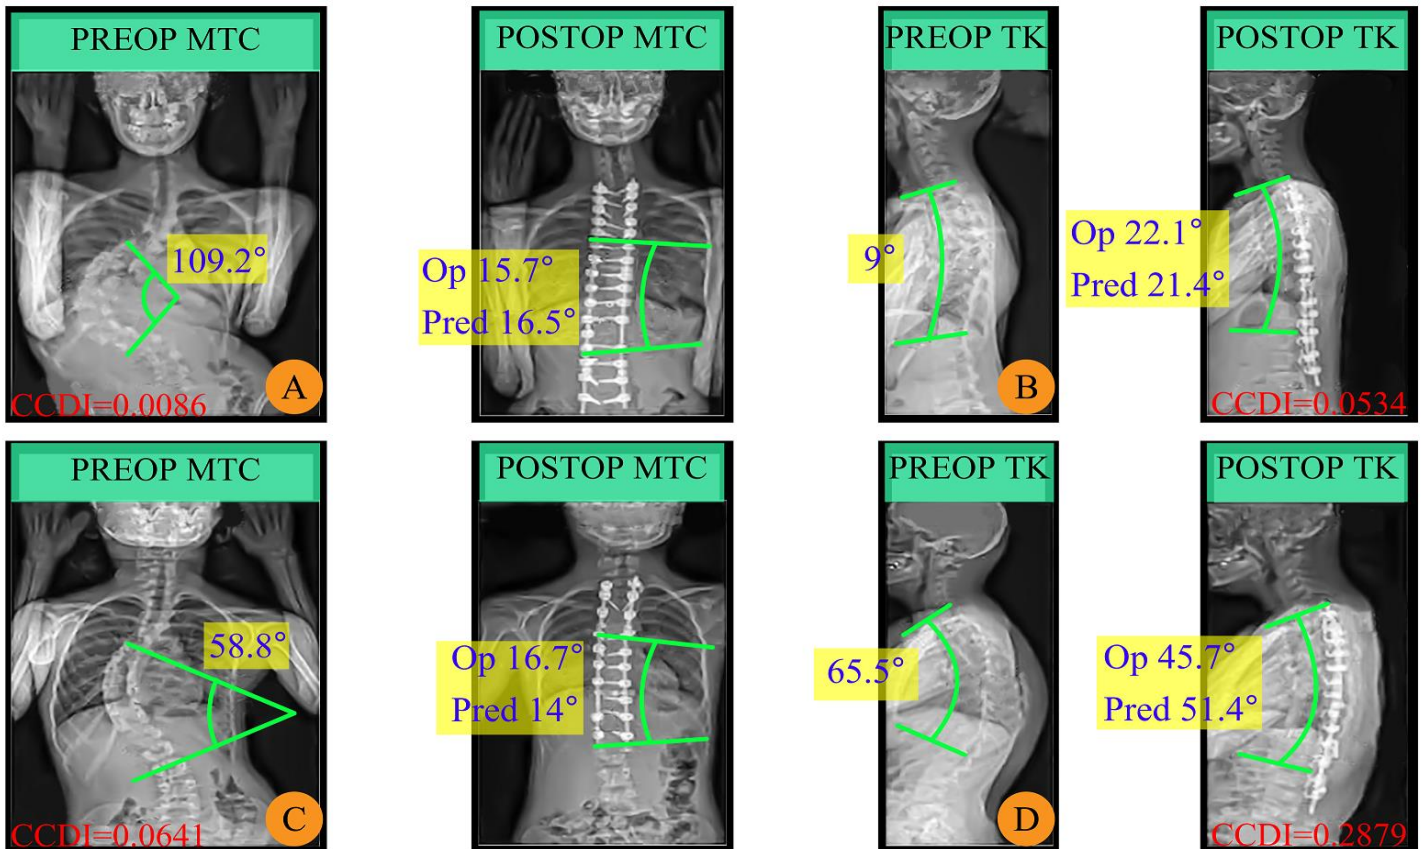 PREOP MTC
POSTOP MTC
PREOP TK
POSTOP TK
109.2°
Op 15.7°
Pred 16.5°
9°
Op 22.1°
Pred 21.4°
A
B
CCDI=0.0086
CCDI=0.0534
PREOP MTC
POSTOP MTC
PREOP TK
POSTOP TK
58.8°
Op 16.7°
Pred 14°
65.5°
Op 45.7°
Pred 51.4°
C
D
CCDI=0.0641
CCDI=0.2879